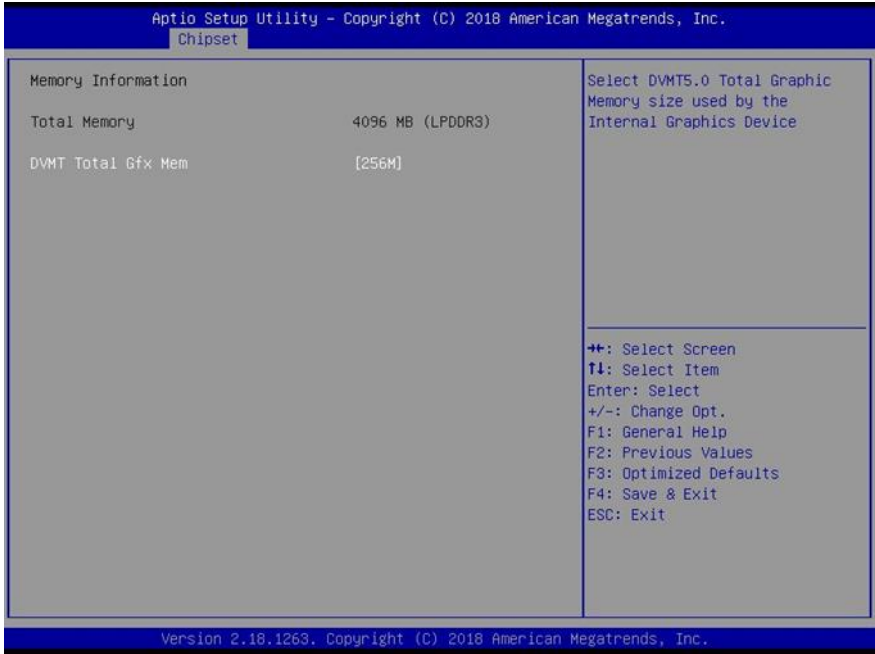 Aptio Setup Utility – Copyright (C) 2018 American Megatrends, Inc.
Chipset
Memory Information
Total Memory 4096 MB (LPDDR3)
DVMT Total Gfx Mem [256M]
Select DVMT5.0 Total Graphic
Memory size used by the
Internal Graphics Device
→←: Select Screen
↑↓: Select Item
Enter: Select
+/-: Change Opt.
F1: General Help
F2: Previous Values
F3: Optimized Defaults
F4: Save & Exit
ESC: Exit
Version 2.18.1263. Copyright (C) 2018 American Megatrends, Inc.